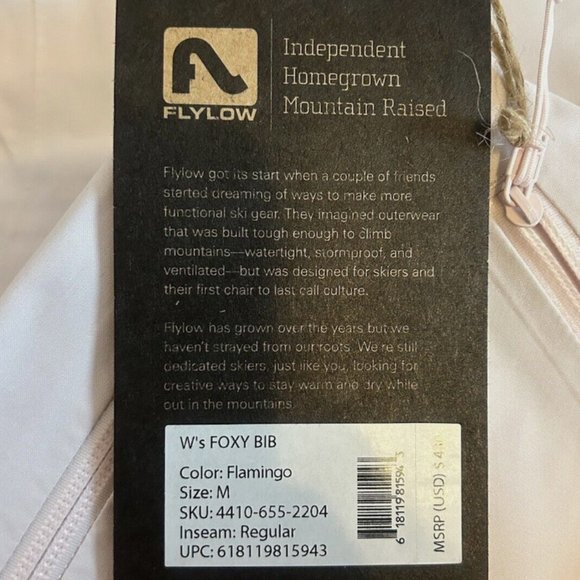 FLYLOW
Independent
Homegrown
Mountain Raised
Flylow got its start when a couple of friends
started dreaming of ways to make more
functional ski gear. They imagined outerwear
that was built tough enough to climb
mountains—watertight, stormproof, and
ventilated—but was designed for skiers and
their first chair to last call culture.
Flylow has grown over the years but we
haven't strayed from our roots. We're still
dedicated skiers, just like you, looking for
creative ways to stay warm and dry while
out in the mountains.
W's FOXY BIB
Color: Flamingo
Size: M
SKU: 4410-655-2204
Inseam: Regular
UPC: 618119815943
6 18119 81594 3
MSRP (USD) $ 4